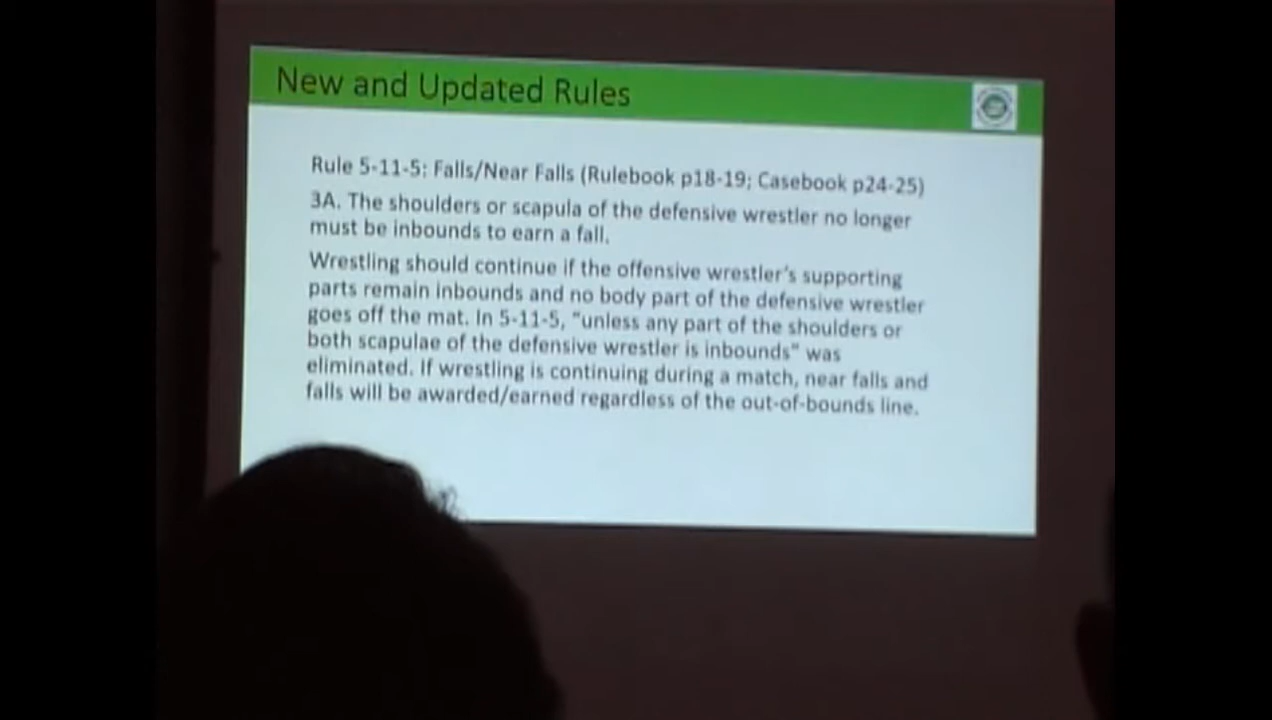 New and Updated Rules
Rule 5-11-5: Falls/Near Falls (Rulebook p18-19; Casebook p24-25)
3A. The shoulders or scapula of the defensive wrestler no longer
must be inbounds to earn a fall.
Wrestling should continue if the offensive wrestler's supporting
parts remain inbounds and no body part of the defensive wrestler
goes off the mat. In 5-11-5, "unless any part of the shoulders or
both scapulae of the defensive wrestler is inbounds" was
eliminated. If wrestling is continuing during a match, near falls and
falls will be awarded/earned regardless of the out-of-bounds line.